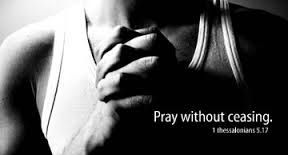 Pray without ceasing.
1 thessalonians 5.17